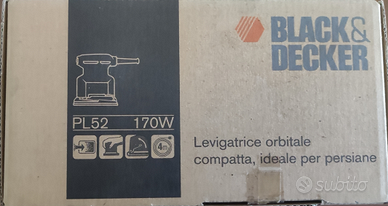 BLACK&
DECKER
PL52 170W
Levigatrice orbitale
compatta, ideale per persiane
subito